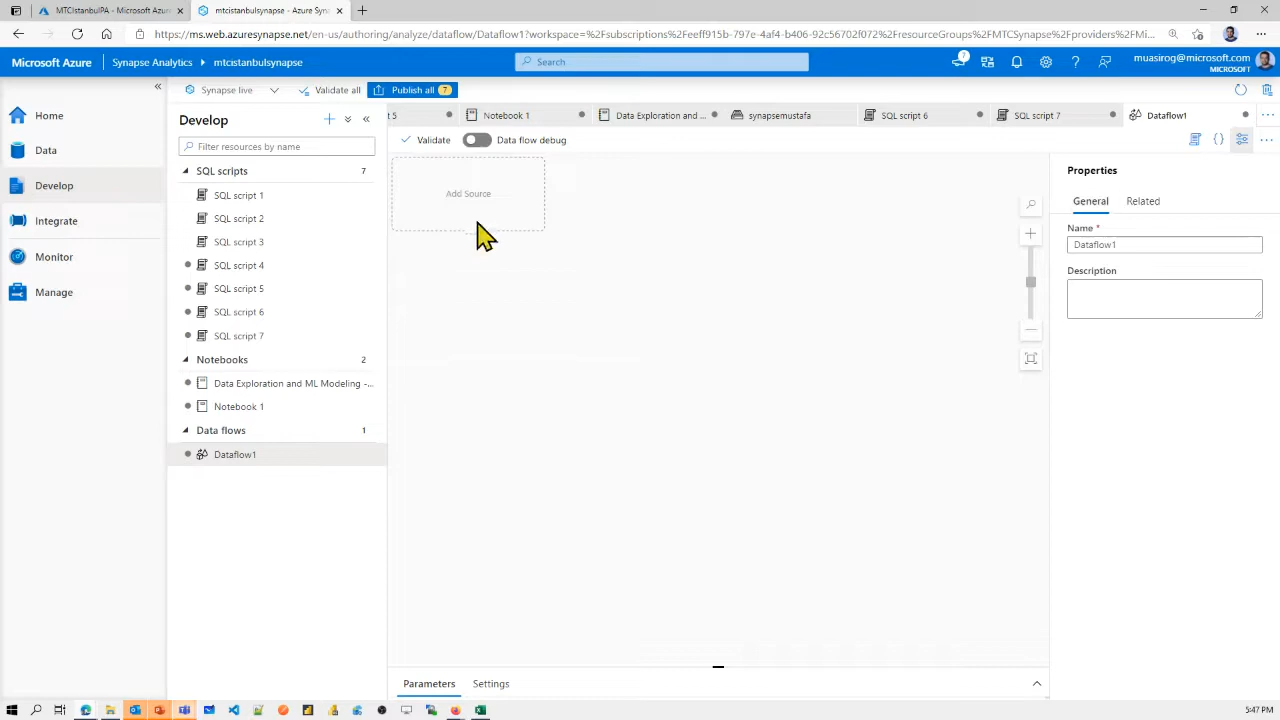 MTCIstanbulPA - Microsoft Azure
mtcistanbulsynapse - Azure Syna
https://ms.web.azuresynapse.net/en-us/authoring/analyze/dataflow/Dataflow1?workspace=%2Fsubscriptions%2Feeff915b-797e-4af4-b406-92c56702f072%2FresourceGroups%2FMTCSynapse%2Fproviders%2FMi...
Microsoft Azure
Synapse Analytics
mtcistanbulsynapse
Search
7
muasirog@microsoft.com
MICROSOFT
Synapse live
Validate all
Publish all 7
Home
Data
Develop
Integrate
Monitor
Manage
Develop
Filter resources by name
SQL scripts 7
SQL script 1
SQL script 2
SQL script 3
SQL script 4
SQL script 5
SQL script 6
SQL script 7
Notebooks 2
Data Exploration and ML Modeling -...
Notebook 1
Data flows 1
Dataflow1
t 5
Notebook 1
Data Exploration and ...
synapsemustafa
SQL script 6
SQL script 7
Dataflow1
Validate
Data flow debug
Add Source
Properties
General
Related
Name *
Dataflow1
Description
Parameters
Settings
5:47 PM